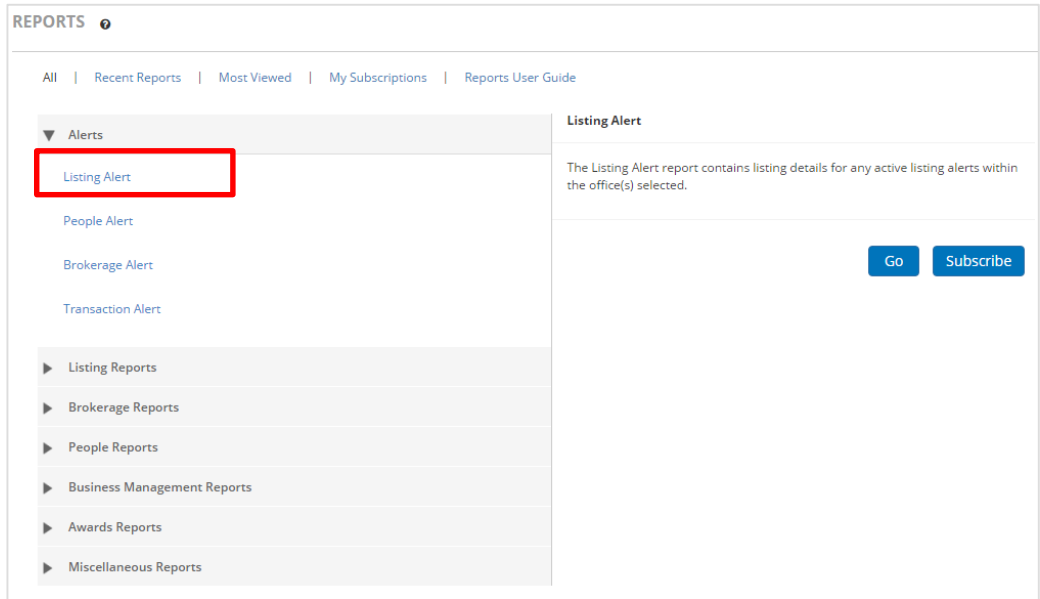 REPORTS ?
All | Recent Reports | Most Viewed | My Subscriptions | Reports User Guide
Alerts
Listing Alert
People Alert
Brokerage Alert
Transaction Alert
Listing Reports
Brokerage Reports
People Reports
Business Management Reports
Awards Reports
Miscellaneous Reports
Listing Alert
The Listing Alert report contains listing details for any active listing alerts within
the office(s) selected.
Go Subscribe